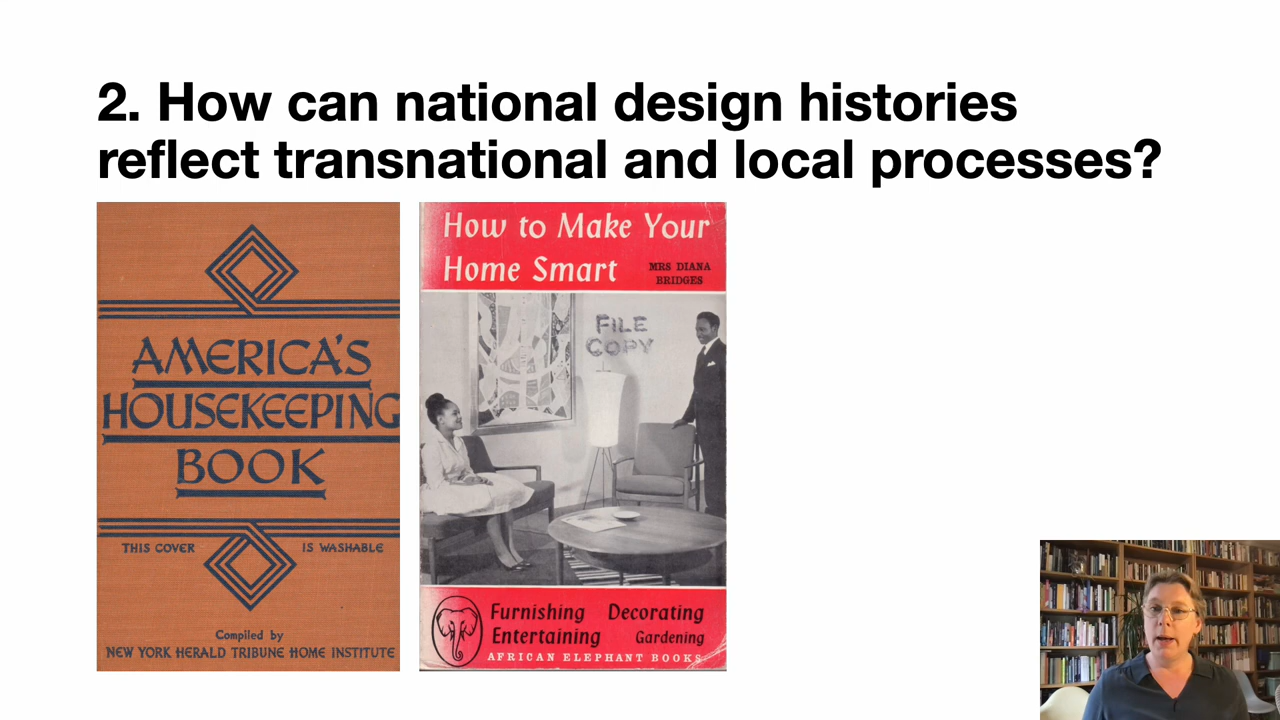 2. How can national design histories
reflect transnational and local processes?
AMERICA'S
HOUSEKEEPING
BOOK
THIS COVER IS WASHABLE
Compiled by
NEW YORK HERALD TRIBUNE HOME INSTITUTE
How to Make Your
Home Smart
MRS DIANA
BRIDGES
FILE
COPY
Furnishing Decorating
Entertaining Gardening
AFRICAN ELEPHANT BOOKS